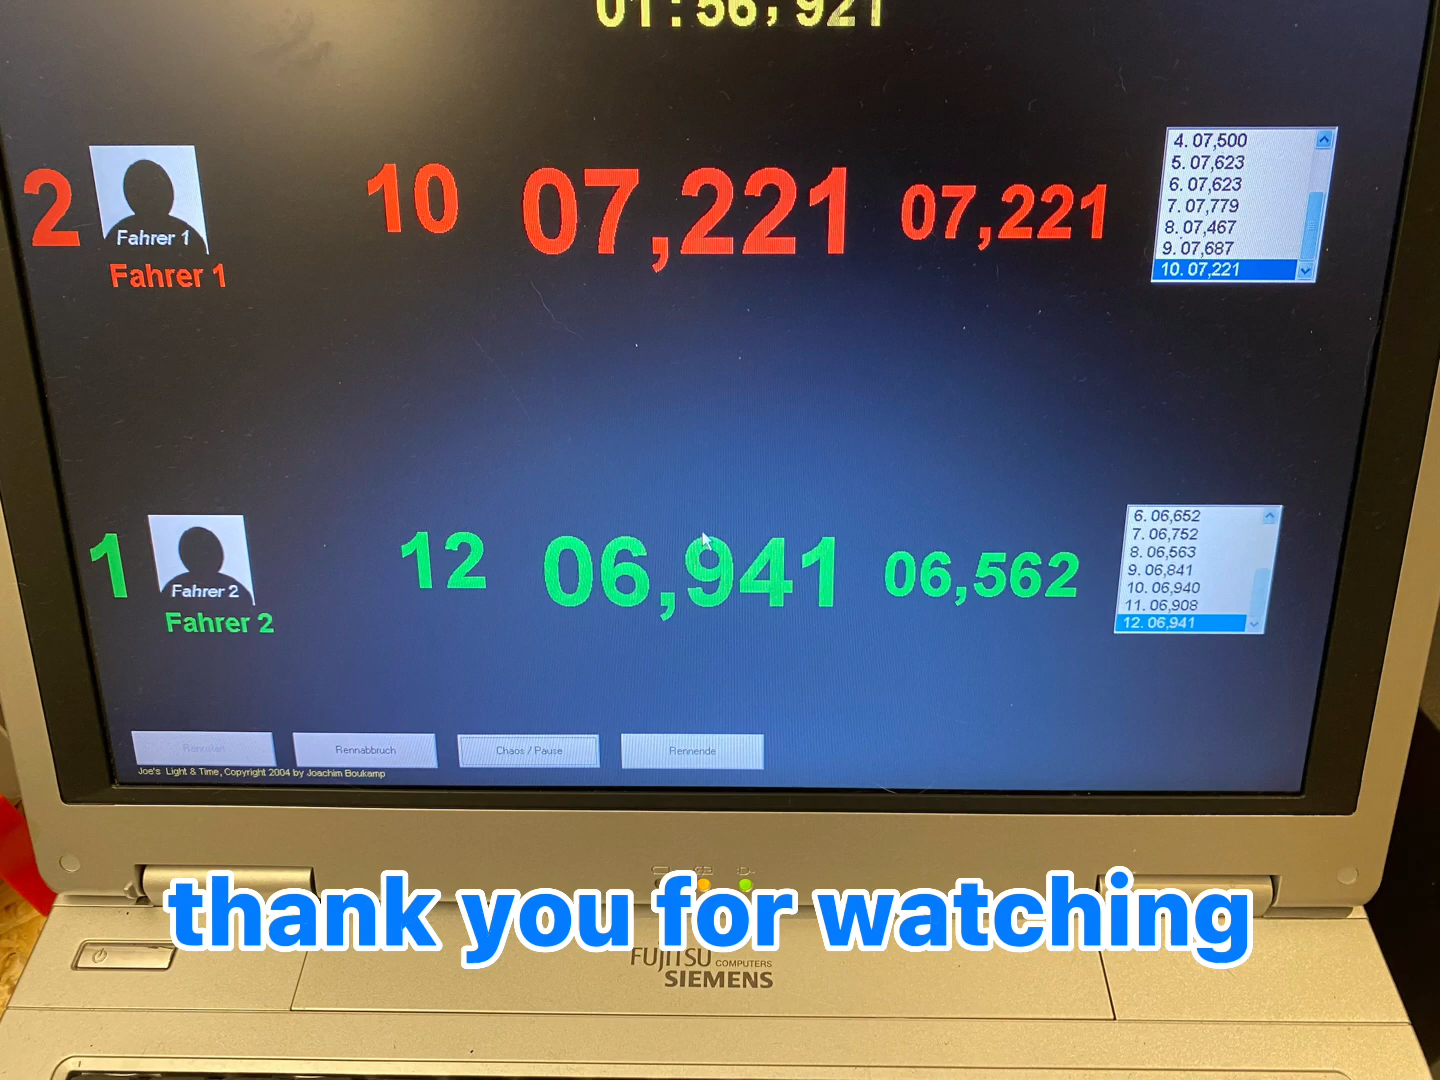 01:56,921
2
Fahrer 1
Fahrer 1
10
07,221
07,221
4. 07,500
5. 07,623
6. 07,623
7. 07,779
8. 07,467
9. 07,687
10. 07,221
1
Fahrer 2
Fahrer 2
12
06,941
06,562
6. 06,652
7. 06,752
8. 06,563
9. 06,841
10. 06,940
11. 06,908
12. 06,941
Rennabbruch
Chaos / Pause
Rennende
Joe's Light & Time, Copyright 2004 by Joachim Boukamp
thank you for watching
FUJITSU COMPUTERS
SIEMENS